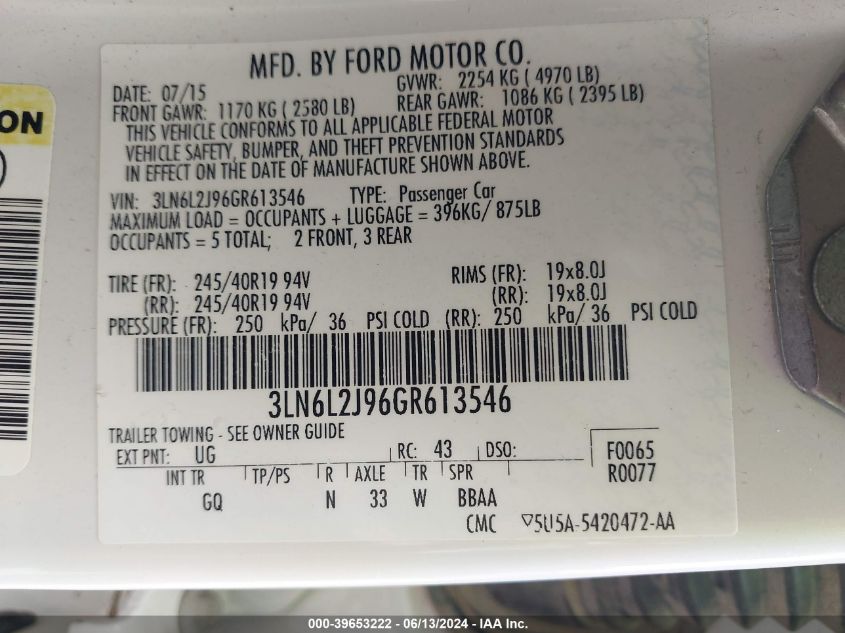 MFD. BY FORD MOTOR CO.
DATE: 07/15 GVWR: 2254 KG ( 4970 LB)
FRONT GAWR: 1170 KG ( 2580 LB) REAR GAWR: 1086 KG ( 2395 LB)
THIS VEHICLE CONFORMS TO ALL APPLICABLE FEDERAL MOTOR
VEHICLE SAFETY, BUMPER, AND THEFT PREVENTION STANDARDS
IN EFFECT ON THE DATE OF MANUFACTURE SHOWN ABOVE.
VIN: 3LN6L2J96GR613546 TYPE: Passenger Car
MAXIMUM LOAD = OCCUPANTS + LUGGAGE = 396KG/ 875LB
OCCUPANTS = 5 TOTAL; 2 FRONT, 3 REAR
TIRE (FR): 245/40R19 94V RIMS (FR): 19x8.0J
(RR): 245/40R19 94V (RR): 19x8.0J
PRESSURE (FR): 250 kPa/ 36 PSI COLD (RR): 250 kPa/ 36 PSI COLD
3LN6L2J96GR613546
TRAILER TOWING - SEE OWNER GUIDE
EXT PNT: UG RC: 43 DSO: F0065
INT TR TP/PS R AXLE TR SPR R0077
GQ N 33 W BBAA
CMC ▽5U5A-5420472-AA
ON
000-39653222 - 06/13/2024 - IAA, Inc.